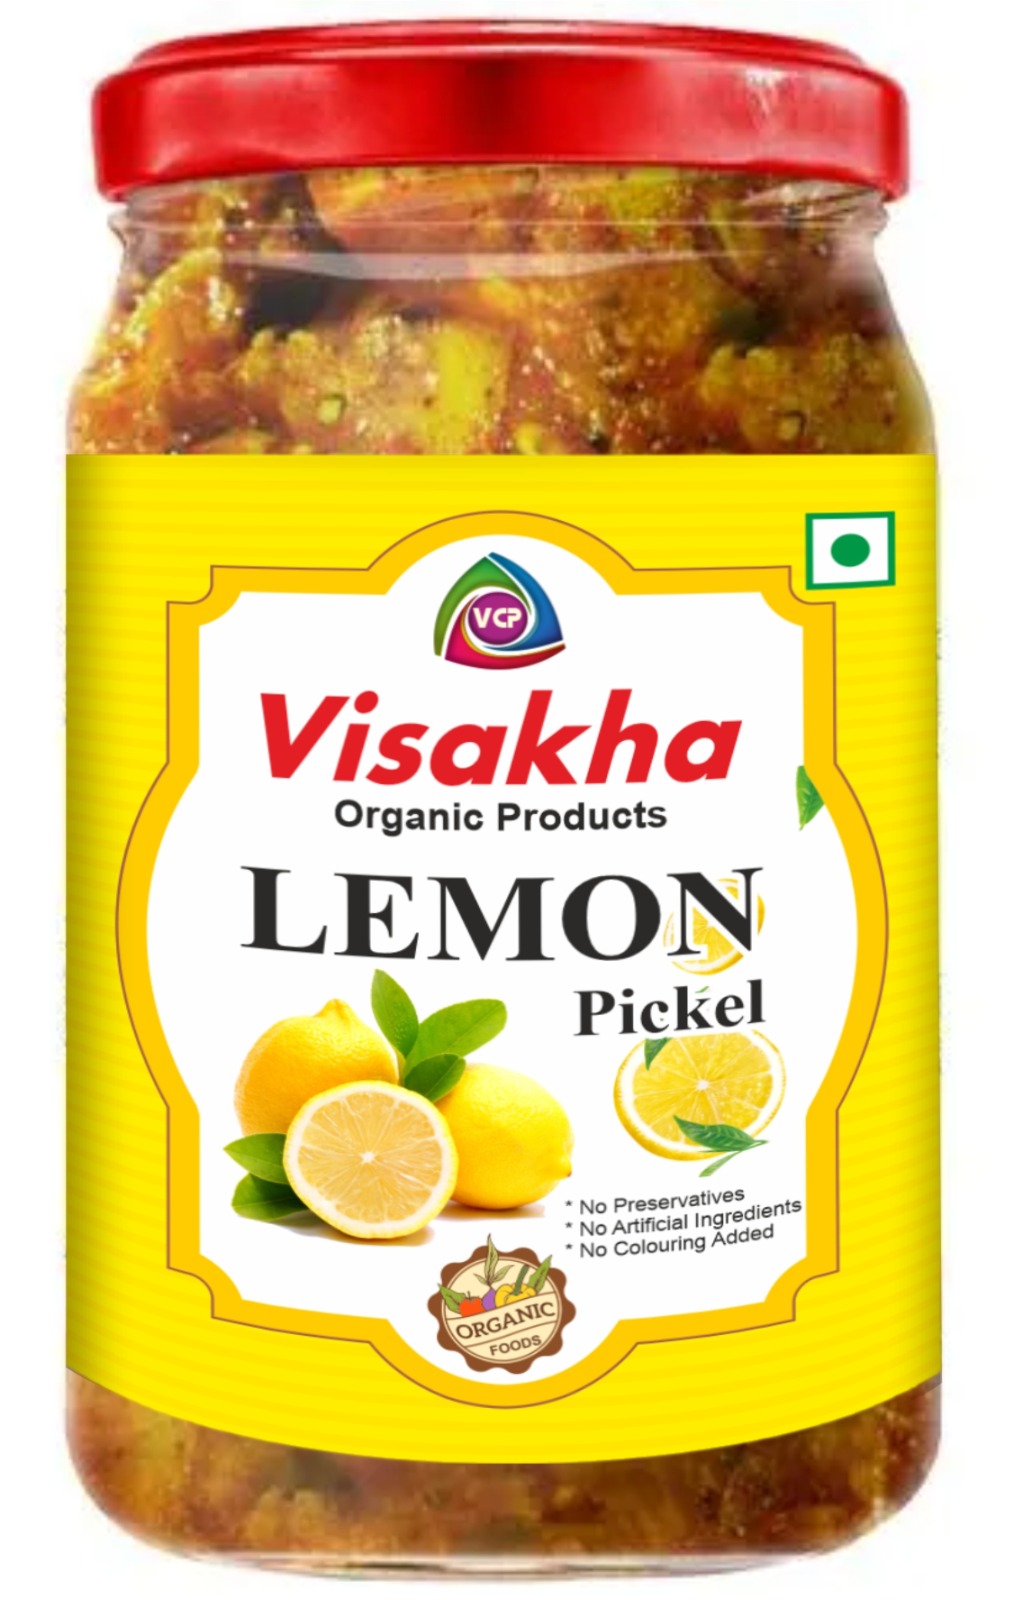 VCP
Visakha
Organic Products
LEMON
Pickel
* No Preservatives
* No Artificial Ingredients
* No Colouring Added
ORGANIC
FOODS